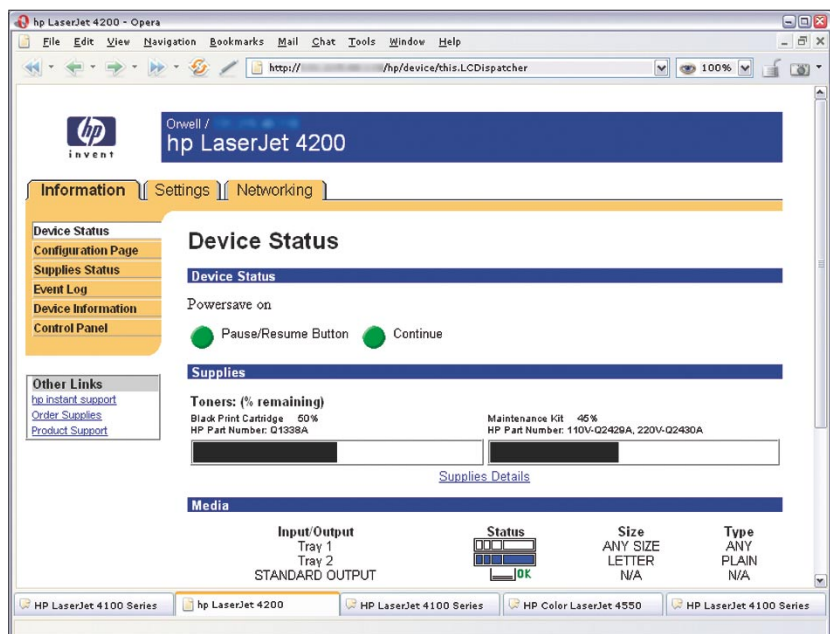 hp LaserJet 4200 - Opera
File Edit View Navigation Bookmarks Mail Chat Tools Window Help
http:// /hp/device/this.LCDispatcher 100%
hp
invent
Orwell /
hp LaserJet 4200
Information Settings Networking
Device Status
Configuration Page
Supplies Status
Event Log
Device Information
Control Panel
Other Links
hp instant support
Order Supplies
Product Support
Device Status
Device Status
Powersave on
Pause/Resume Button Continue
Supplies
Toners: (% remaining)
Black Print Cartridge 50%
HP Part Number: Q1338A
Maintenance Kit 45%
HP Part Number: 110V-Q2429A, 220V-Q2430A
Supplies Details
Media
Input/Output Status Size Type
Tray 1 ANY SIZE ANY
Tray 2 LETTER PLAIN
STANDARD OUTPUT OK N/A N/A
HP LaserJet 4100 Series hp LaserJet 4200 HP LaserJet 4100 Series HP Color LaserJet 4550 HP LaserJet 4100 Series